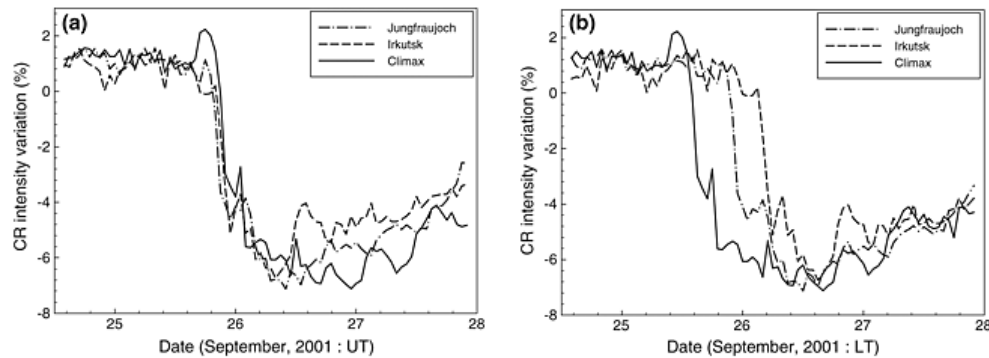 (a)
Jungfraujoch
Irkutsk
Climax
CR intensity variation (%)
2
0
-2
-4
-6
-8
25
26
27
28
Date (September, 2001 : UT)
(b)
Jungfraujoch
Irkutsk
Climax
CR intensity variation (%)
2
0
-2
-4
-6
-8
25
26
27
28
Date (September, 2001 : LT)